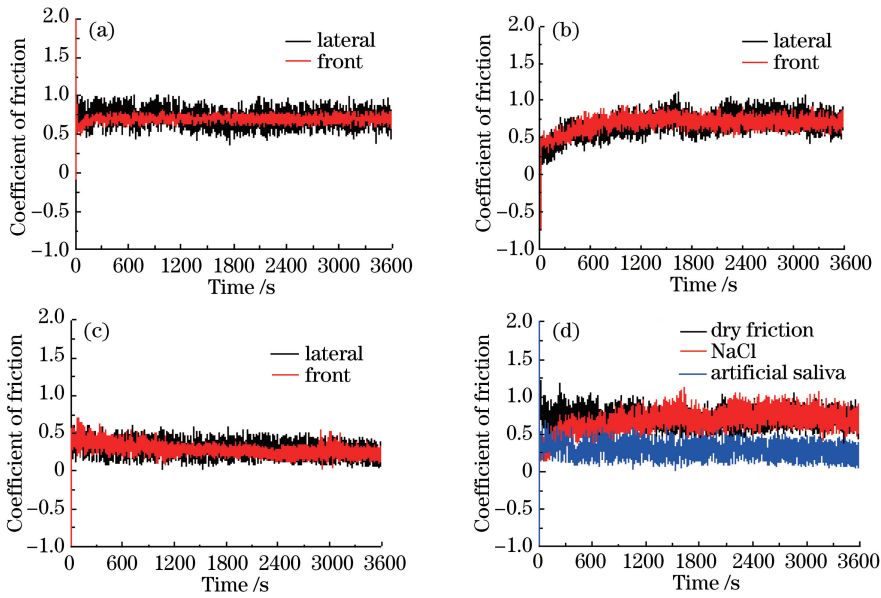 (a)
lateral
front
Coefficient of friction
2.0
1.5
1.0
0.5
0
−0.5
−1.0
0 600 1200 1800 2400 3000 3600
Time /s
(b)
lateral
front
Coefficient of friction
2.0
1.5
1.0
0.5
0
−0.5
−1.0
0 600 1200 1800 2400 3000 3600
Time /s
(c)
lateral
front
Coefficient of friction
2.0
1.5
1.0
0.5
0
−0.5
−1.0
0 600 1200 1800 2400 3000 3600
Time /s
(d)
dry friction
NaCl
artificial saliva
Coefficient of friction
2.0
1.5
1.0
0.5
0
−0.5
−1.0
0 600 1200 1800 2400 3000 3600
Time /s